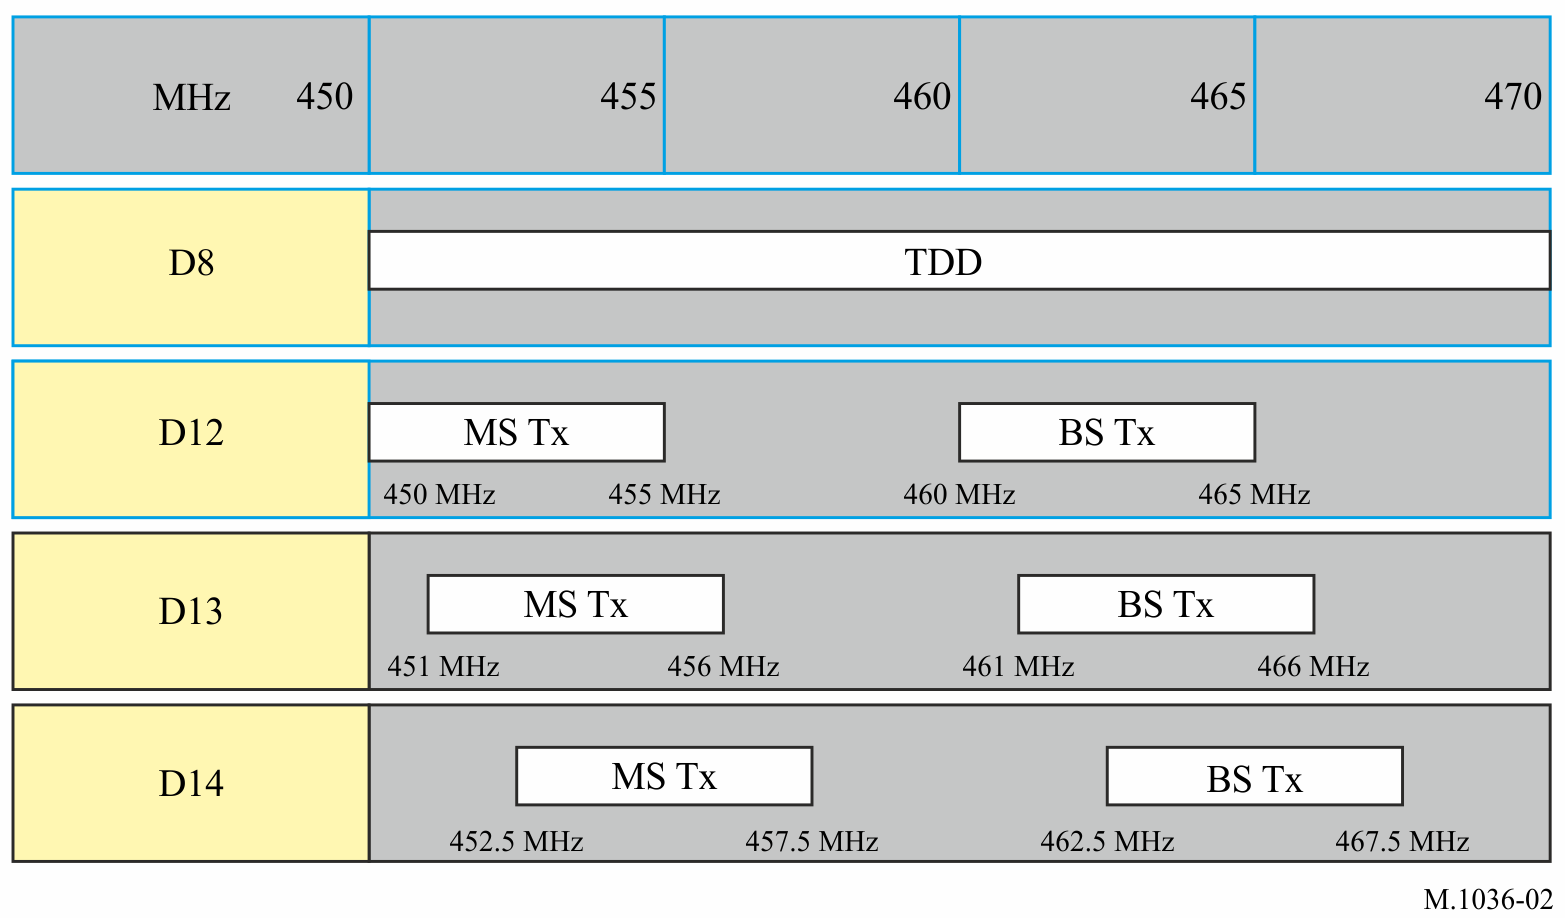 MHz 450 455 460 465 470
D8 TDD
D12 MS Tx BS Tx
450 MHz 455 MHz 460 MHz 465 MHz
D13 MS Tx BS Tx
451 MHz 456 MHz 461 MHz 466 MHz
D14 MS Tx BS Tx
452.5 MHz 457.5 MHz 462.5 MHz 467.5 MHz
M.1036-02